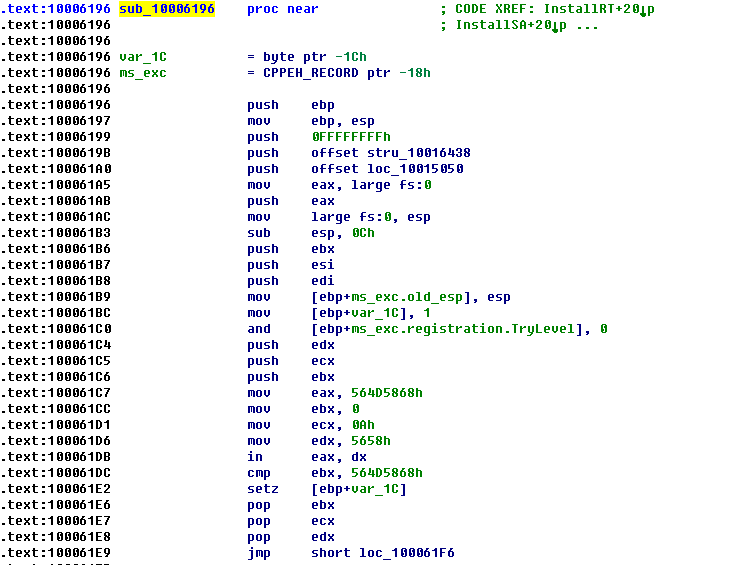 .text:10006196 sub_10006196 proc near ; CODE XREF: InstallRT+20↓p
.text:10006196 ; InstallSA+20↓p ...
.text:10006196
.text:10006196 var_1C = byte ptr -1Ch
.text:10006196 ms_exc = CPPEH_RECORD ptr -18h
.text:10006196
.text:10006196 push ebp
.text:10006197 mov ebp, esp
.text:10006199 push 0FFFFFFFFh
.text:1000619B push offset stru_10016438
.text:100061A0 push offset loc_10015050
.text:100061A5 mov eax, large fs:0
.text:100061AB push eax
.text:100061AC mov large fs:0, esp
.text:100061B3 sub esp, 0Ch
.text:100061B6 push ebx
.text:100061B7 push esi
.text:100061B8 push edi
.text:100061B9 mov [ebp+ms_exc.old_esp], esp
.text:100061BC mov [ebp+var_1C], 1
.text:100061C0 and [ebp+ms_exc.registration.TryLevel], 0
.text:100061C4 push edx
.text:100061C5 push ecx
.text:100061C6 push ebx
.text:100061C7 mov eax, 564D5868h
.text:100061CC mov ebx, 0
.text:100061D1 mov ecx, 0Ah
.text:100061D6 mov edx, 5658h
.text:100061DB in eax, dx
.text:100061DC cmp ebx, 564D5868h
.text:100061E2 setz [ebp+var_1C]
.text:100061E6 pop ebx
.text:100061E7 pop ecx
.text:100061E8 pop edx
.text:100061E9 jmp short loc_100061F6